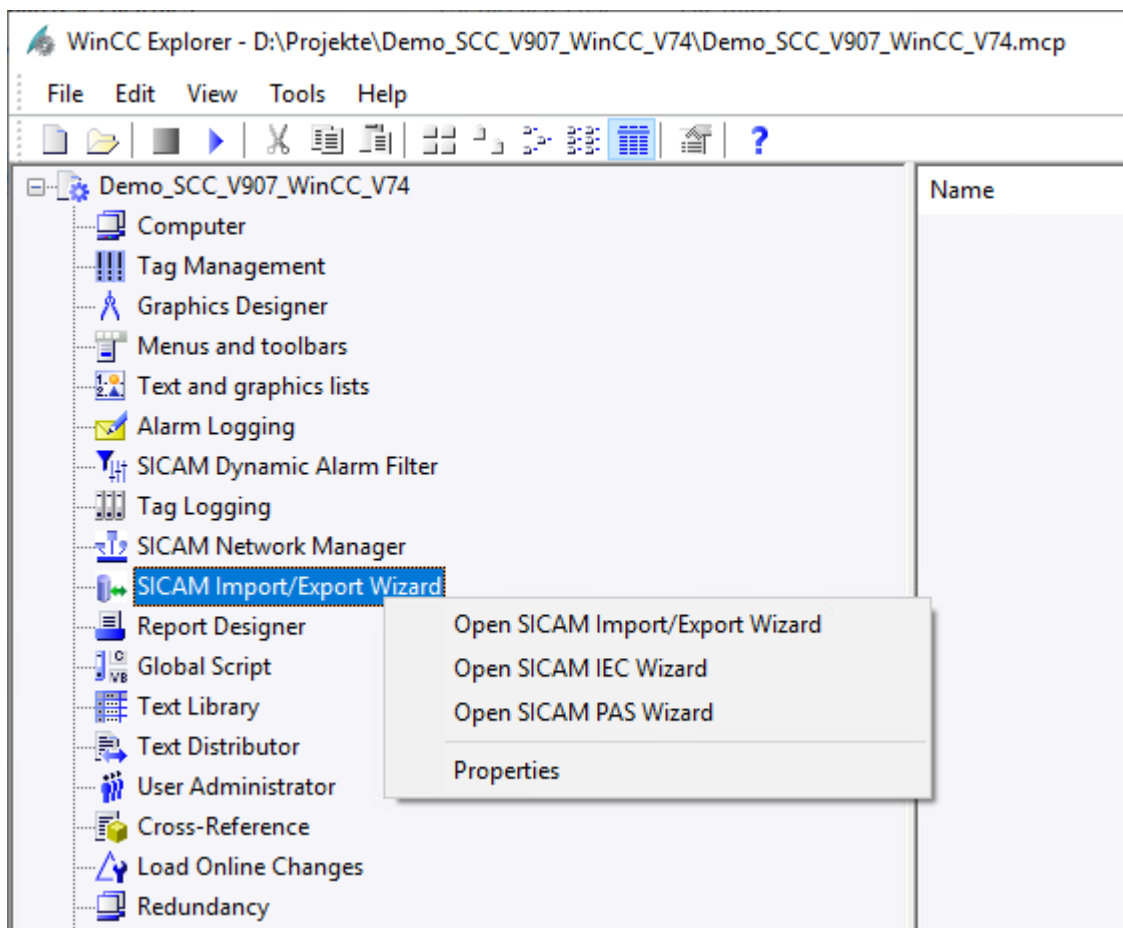 WinCC Explorer - D:\Projekte\Demo_SCC_V907_WinCC_V74\Demo_SCC_V907_WinCC_V74.mcp
File Edit View Tools Help
Demo_SCC_V907_WinCC_V74
Name
Computer
Tag Management
Graphics Designer
Menus and toolbars
Text and graphics lists
Alarm Logging
SICAM Dynamic Alarm Filter
Tag Logging
SICAM Network Manager
SICAM Import/Export Wizard
Report Designer
Global Script
Text Library
Text Distributor
User Administrator
Cross-Reference
Load Online Changes
Redundancy
Open SICAM Import/Export Wizard
Open SICAM IEC Wizard
Open SICAM PAS Wizard
Properties